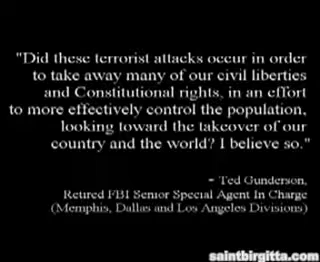 "Did these terrorist attacks occur in order
to take away many of our civil liberties
and Constitutional rights, in an effort
to more effectively control the population,
looking toward the takeover of our
country and the world? I believe so."
- Ted Gunderson,
Retired FBI Senior Special Agent In Charge
(Memphis, Dallas and Los Angeles Divisions)
saintbirgitta.com